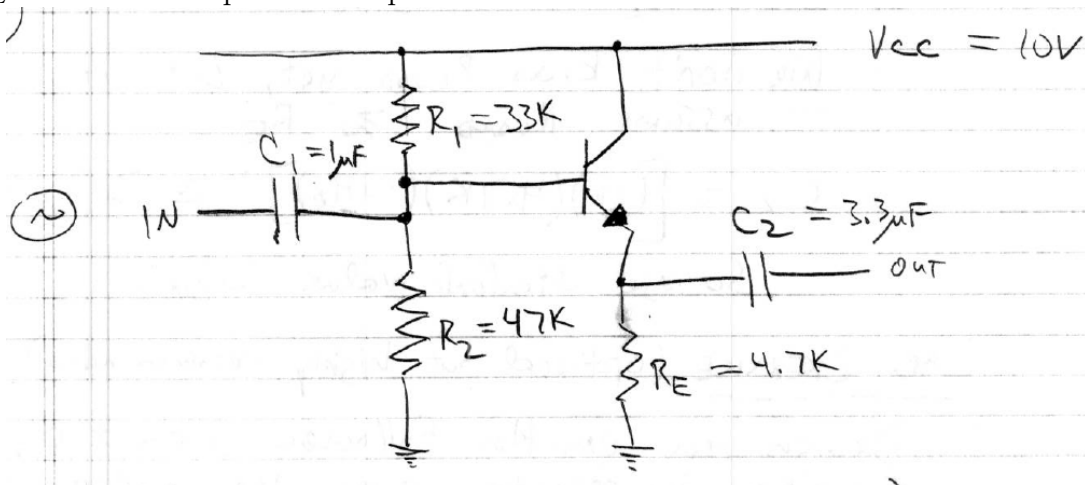 Vcc = 10V
R1 = 33K
C1 = 1µF
~
IN
C2 = 3.3µF
OUT
R2 = 47K
RE = 4.7K